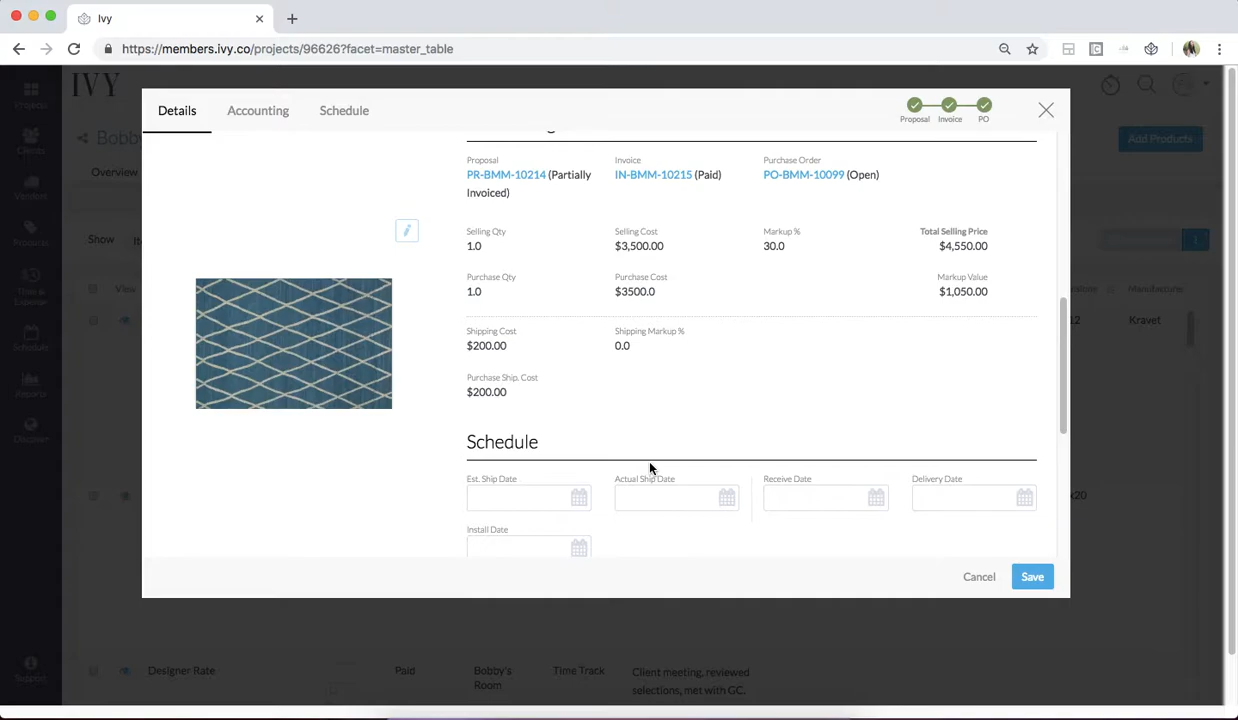 Ivy
https://members.ivy.co/projects/96626?facet=master_table
IVY
Details Accounting Schedule
Proposal Invoice PO
Bobby
Add Products
Overview
Proposal Invoice Purchase Order
PR-BMM-10214 (Partially IN-BMM-10215 (Paid) PO-BMM-10099 (Open)
Invoiced)
Show
Selling Qty Selling Cost Markup % Total Selling Price
1.0 $3,500.00 30.0 $4,550.00
Purchase Qty Purchase Cost Markup Value
1.0 $3500.0 $1,050.00
View
12 Kravet
Shipping Cost Shipping Markup %
$200.00 0.0
Purchase Ship. Cost
$200.00
Schedule
Est. Ship Date Actual Ship Date Receive Date Delivery Date
x20
Install Date
Cancel Save
Support
Designer Rate Paid Bobby's Time Track Client meeting, reviewed
Room selections, met with GC.